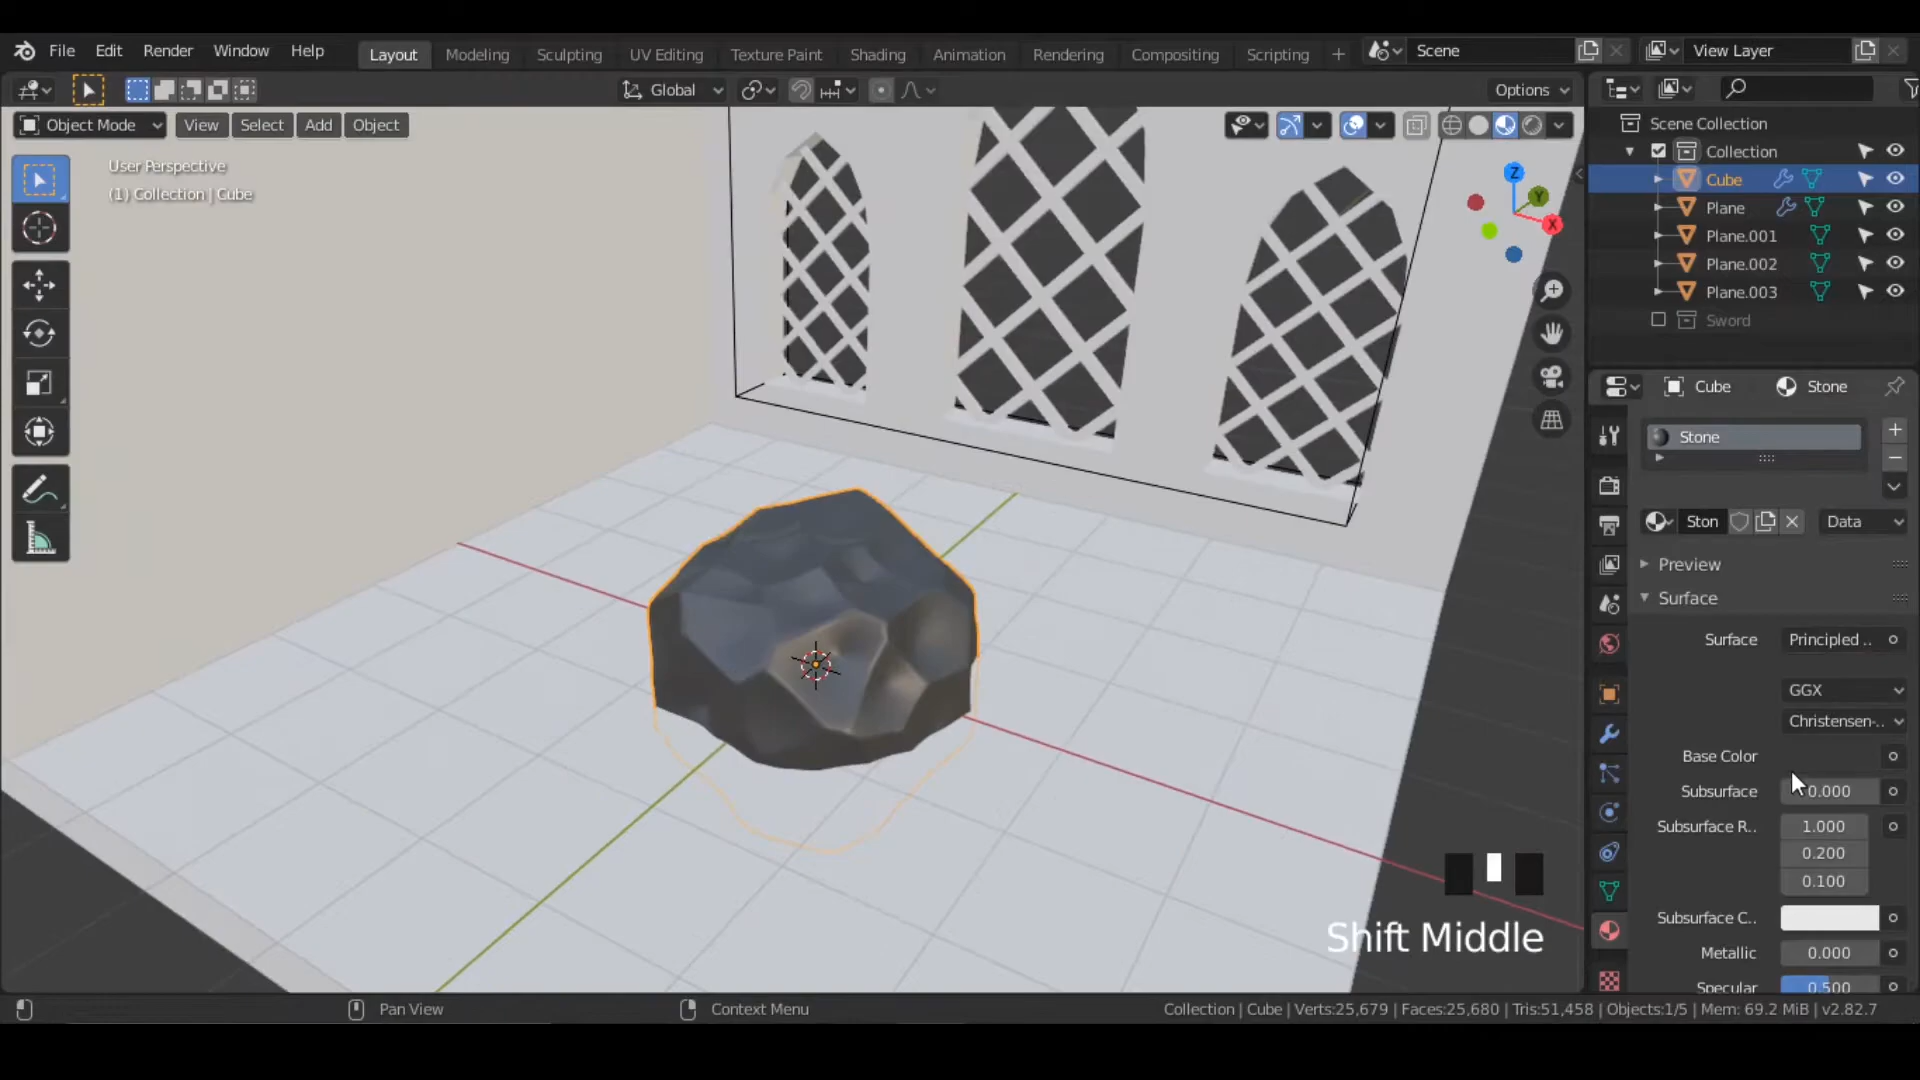 File Edit Render Window Help Layout Modeling Sculpting UV Editing Texture Paint Shading Animation Rendering Compositing Scripting + Scene View Layer
Global Options
Object Mode View Select Add Object
User Perspective
(1) Collection | Cube
Z
Y
X
Scene Collection
Collection
Cube
Plane
Plane.001
Plane.002
Plane.003
Sword
Cube Stone
Stone
Ston Data
Preview
Surface
Surface Principled ..
GGX
Christensen-..
Base Color
Subsurface 0.000
Subsurface R.. 1.000
0.200
0.100
Subsurface C..
Metallic 0.000
Specular 0.500
Shift Middle
Pan View Context Menu Collection | Cube | Verts:25,679 | Faces:25,680 | Tris:51,458 | Objects:1/5 | Mem: 69.2 MiB | v2.82.7